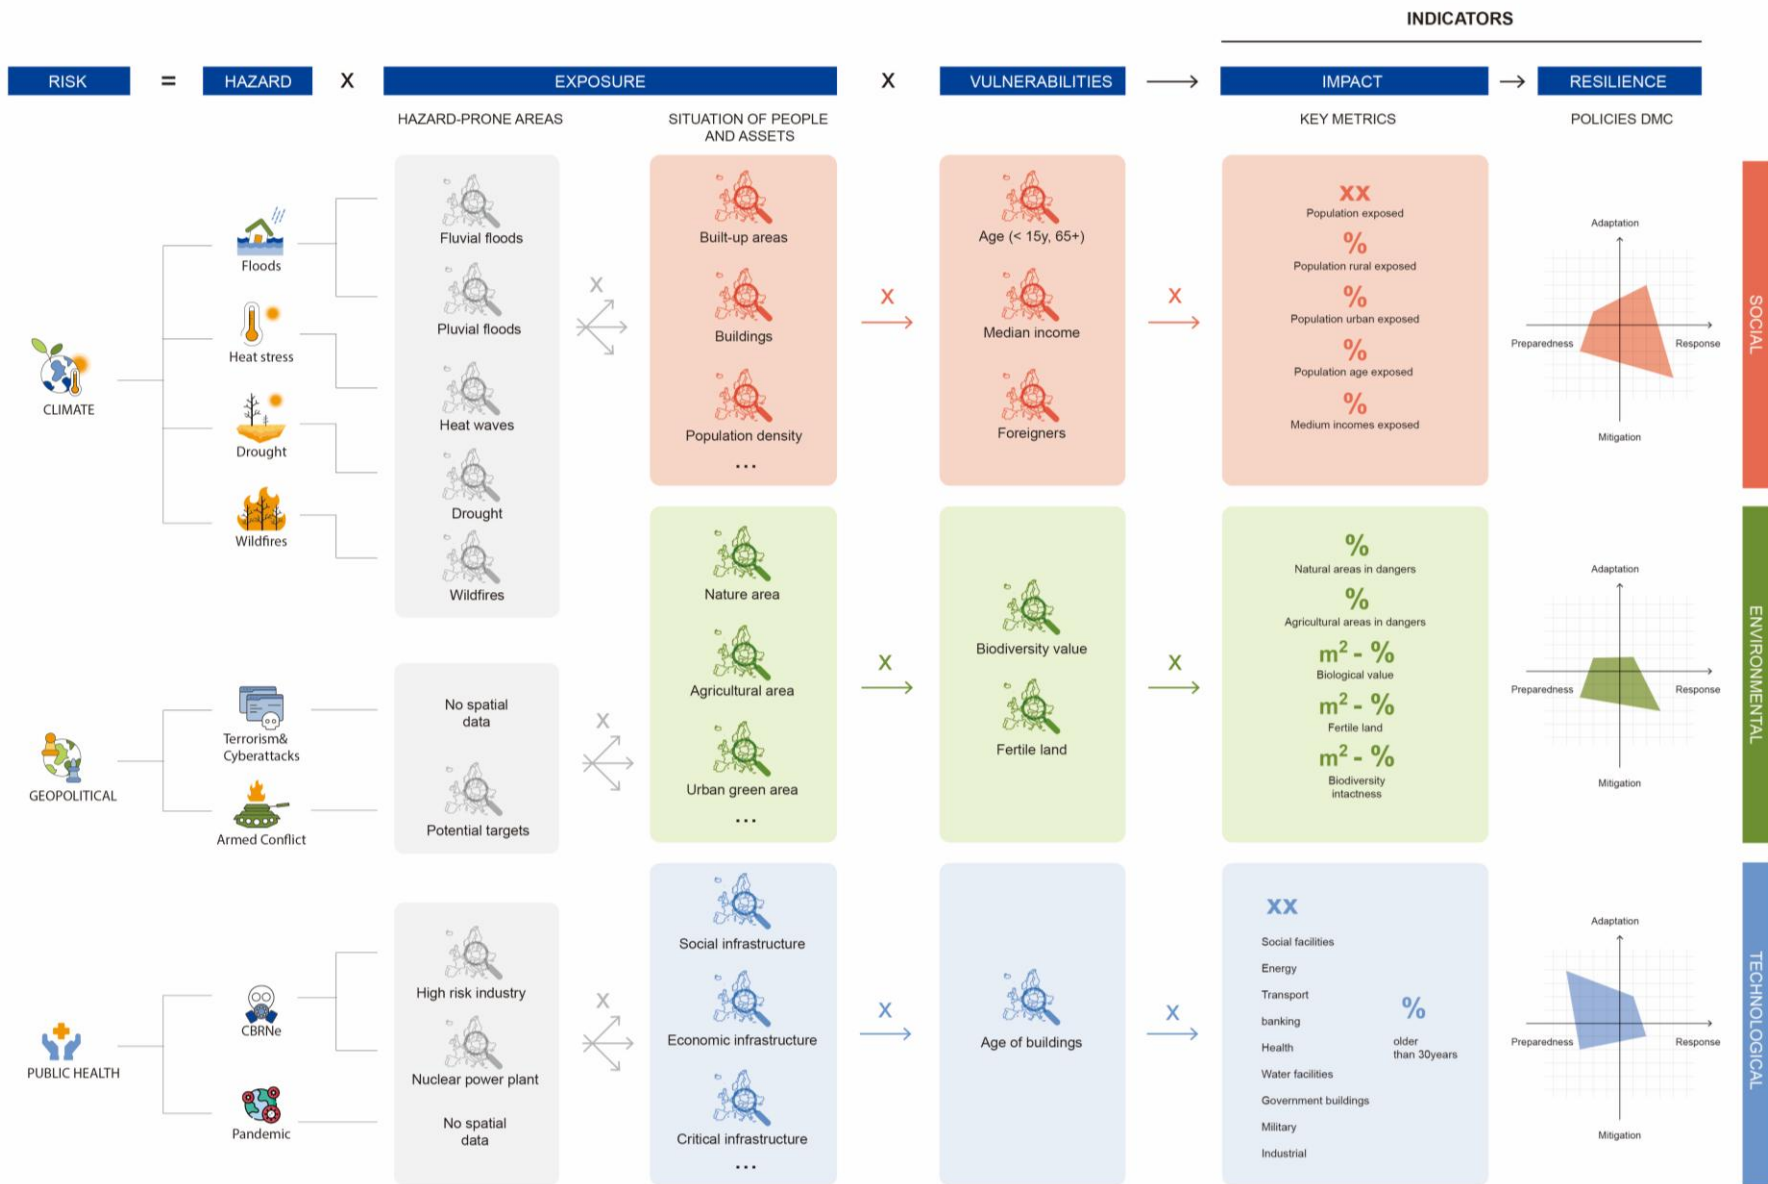 INDICATORS
RISK
=
HAZARD
X
EXPOSURE
X
VULNERABILITIES
IMPACT
RESILIENCE
HAZARD-PRONE AREAS
SITUATION OF PEOPLE
AND ASSETS
KEY METRICS
POLICIES DMC
CLIMATE
Floods
Heat stress
Drought
Wildfires
Fluvial floods
Pluvial floods
Heat waves
Drought
Wildfires
X
Built-up areas
Buildings
Population density
...
X
Age (< 15y, 65+)
Median income
Foreigners
X
xx
Population exposed
%
Population rural exposed
%
Population urban exposed
%
Population age exposed
%
Medium incomes exposed
Adaptation
Preparedness
Response
Mitigation
SOCIAL
GEOPOLITICAL
Terrorism&
Cyberattacks
Armed Conflict
No spatial
data
Potential targets
X
Nature area
Agricultural area
Urban green area
...
X
Biodiversity value
Fertile land
X
%
Natural areas in dangers
%
Agricultural areas in dangers
m² - %
Biological value
m² - %
Fertile land
m² - %
Biodiversity
intactness
Adaptation
Preparedness
Response
Mitigation
ENVIRONMENTAL
PUBLIC HEALTH
CBRNe
Pandemic
High risk industry
Nuclear power plant
No spatial
data
X
Social infrastructure
Economic infrastructure
Critical infrastructure
...
X
Age of buildings
X
xx
Social facilities
Energy
Transport
banking
Health
Water facilities
Government buildings
Military
Industrial
%
older
than 30years
Adaptation
Preparedness
Response
Mitigation
TECHNOLOGICAL